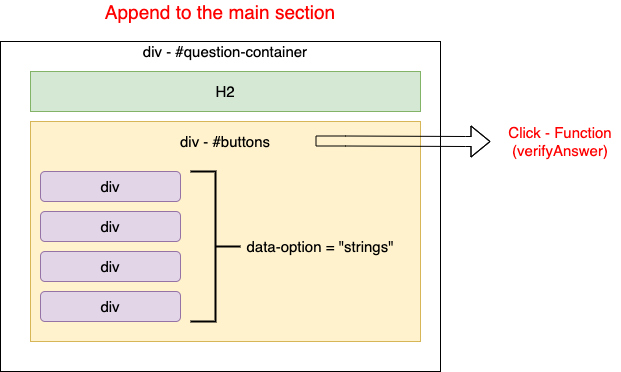 Append to the main section
div - #question-container
H2
div - #buttons
Click - Function
(verifyAnswer)
div
div
data-option = "strings"
div
div